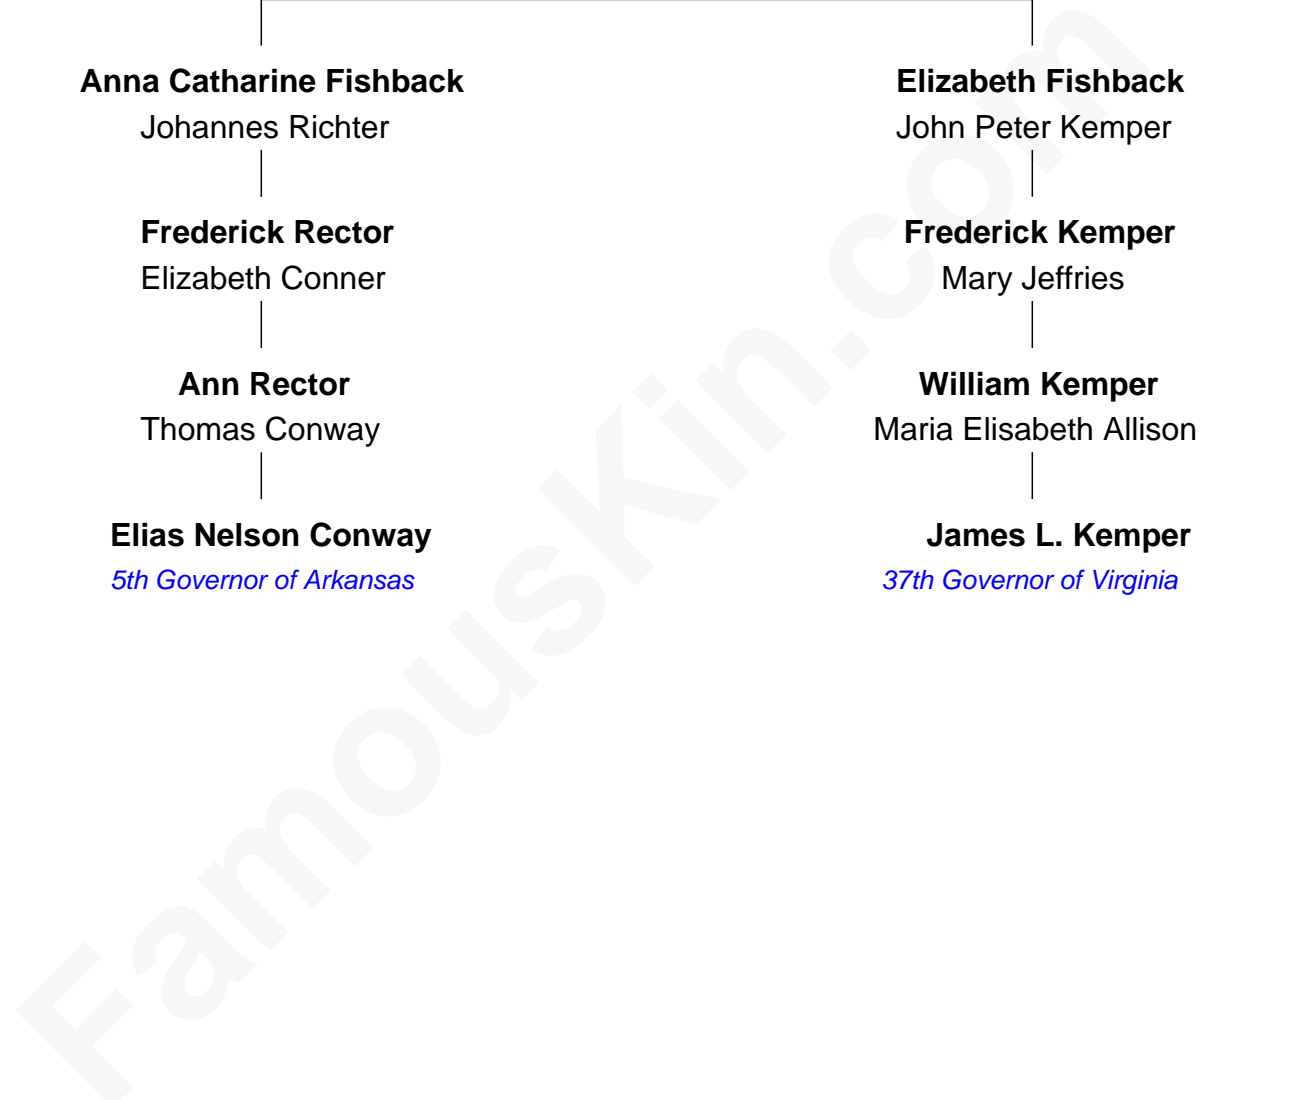 Anna Catharine Fishback
Johannes Richter
Elizabeth Fishback
John Peter Kemper
Frederick Rector
Elizabeth Conner
Frederick Kemper
Mary Jeffries
Ann Rector
Thomas Conway
William Kemper
Maria Elisabeth Allison
Elias Nelson Conway
5th Governor of Arkansas
James L. Kemper
37th Governor of Virginia
FamousKin.com